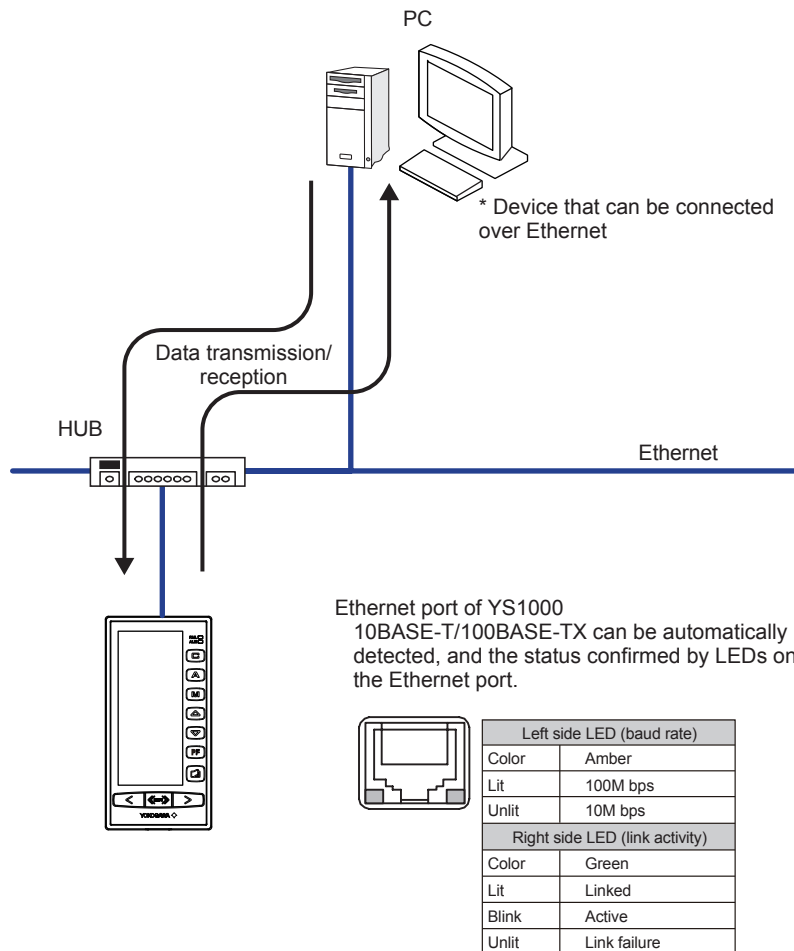 PC
* Device that can be connected
over Ethernet
Data transmission/
reception
HUB
Ethernet
C
A
M
PF
YOKOGAWA
Ethernet port of YS1000
10BASE-T/100BASE-TX can be automatically
detected, and the status confirmed by LEDs on
the Ethernet port.
Left side LED (baud rate)
Color Amber
Lit 100M bps
Unlit 10M bps
Right side LED (link activity)
Color Green
Lit Linked
Blink Active
Unlit Link failure